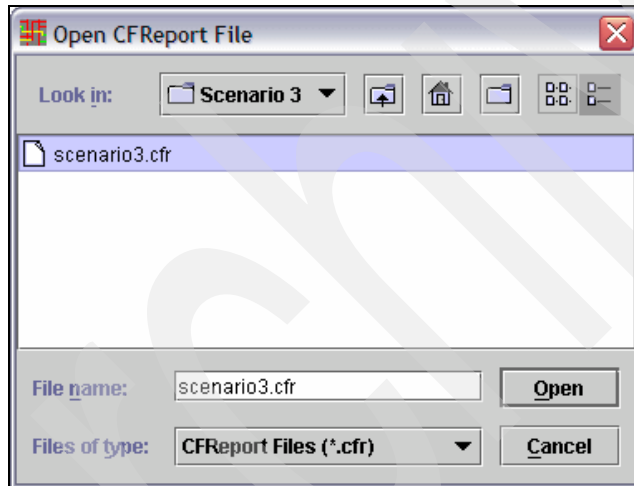 Open CFReport File
Look in: Scenario 3
scenario3.cfr
File name: scenario3.cfr Open
Files of type: CFReport Files (*.cfr) Cancel